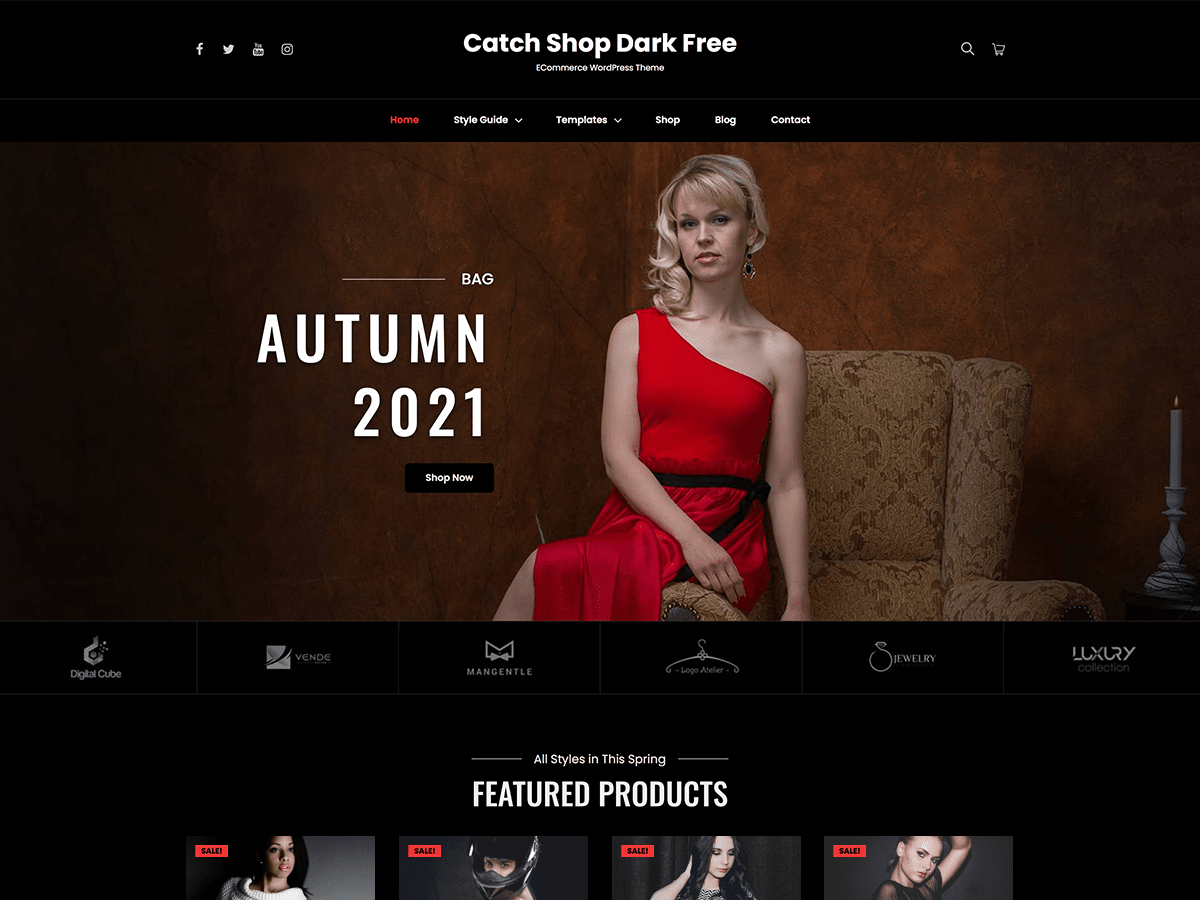 Catch Shop Dark Free
ECommerce WordPress Theme
Home Style Guide Templates Shop Blog Contact
BAG
AUTUMN
2021
Shop Now
Digital Cube
VENDE
MANGENTLE
- Logo Atelier -
JEWELRY
LUXURY
collection
All Styles in This Spring
FEATURED PRODUCTS
SALE! SALE! SALE! SALE!